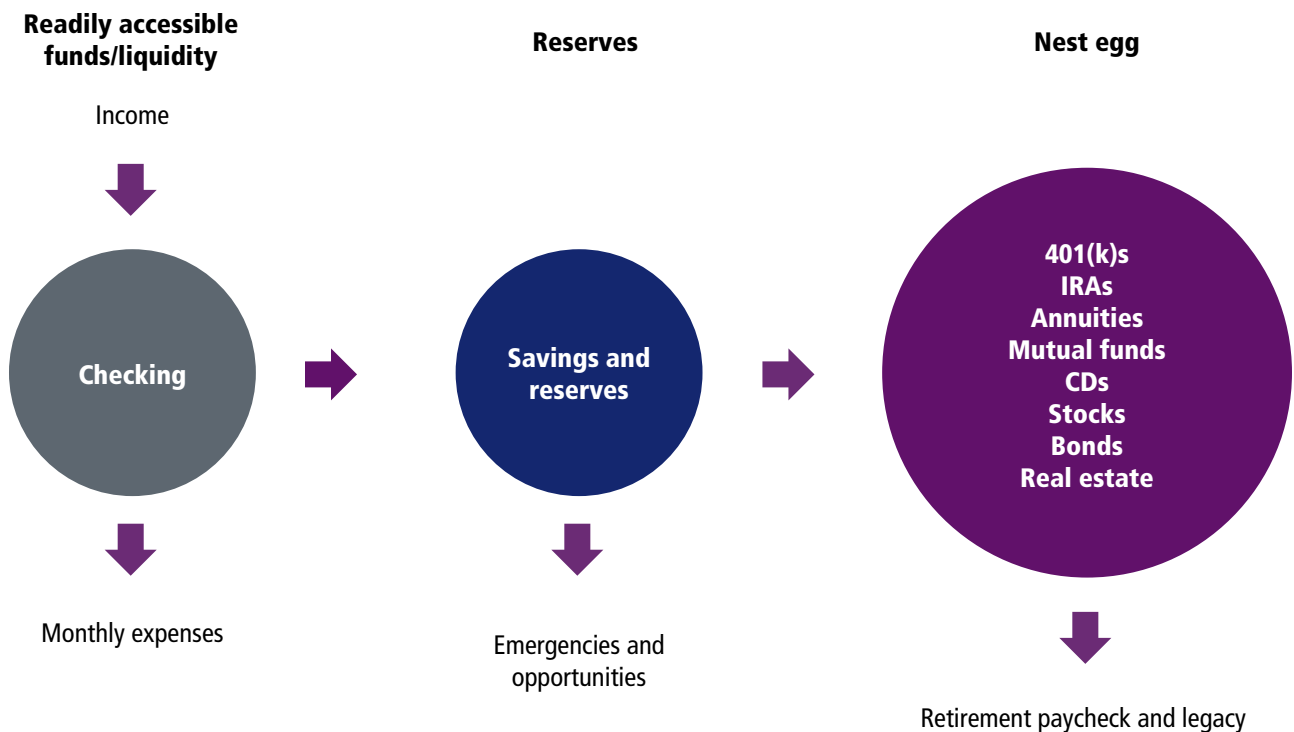 Readily accessible
funds/liquidity
Reserves
Nest egg
Income
Checking
Savings and
reserves
401(k)s
IRAs
Annuities
Mutual funds
CDs
Stocks
Bonds
Real estate
Monthly expenses
Emergencies and
opportunities
Retirement paycheck and legacy